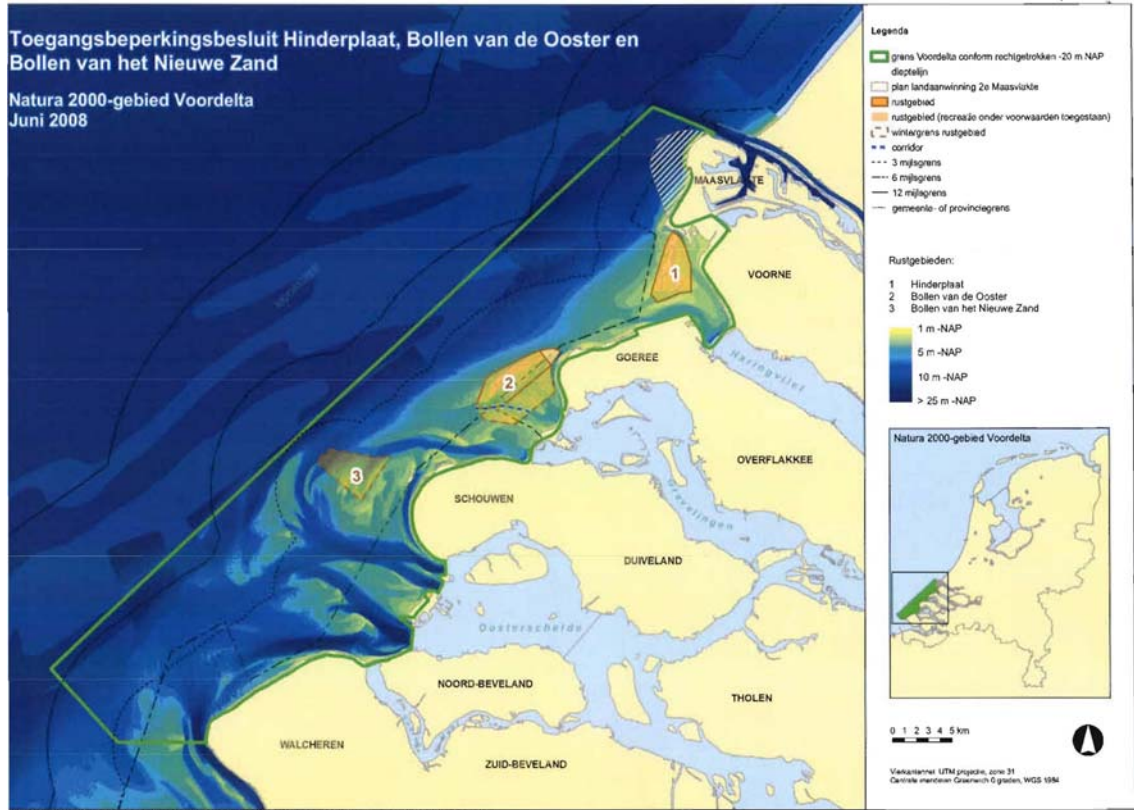 Toegangsbeperkingsbesluit Hinderplaat, Bollen van de Ooster en
Bollen van het Nieuwe Zand
Natura 2000-gebied Voordelta
Juni 2008
MAASVLAKTE
VOORNE
1
GOEREE
Haringvliet
2
OVERFLAKKEE
3
SCHOUWEN
Grevelingen
DUIVELAND
Oosterschelde
NOORD-BEVELAND
THOLEN
WALCHEREN
ZUID-BEVELAND
Legenda
grens Voordelta conform rechtgetrokken -20 m NAP
dieptelijn
plan landaanwinning 2e Maasvlakte
rustgebied
rustgebied (recreatie onder voorwaarden toegestaan)
wintergrens rustgebied
corridor
3 mijlsgrens
6 mijlsgrens
12 mijlsgrens
gemeente- of provinciegrens
Rustgebieden:
1 Hinderplaat
2 Bollen van de Ooster
3 Bollen van het Nieuwe Zand
1 m -NAP
5 m -NAP
10 m -NAP
> 25 m -NAP
Natura 2000-gebied Voordelta
0 1 2 3 4 5 km
Vierkantennet: UTM projectie, zone 31
Centrale meridiaan Greenwich 0 graden, WGS 1984